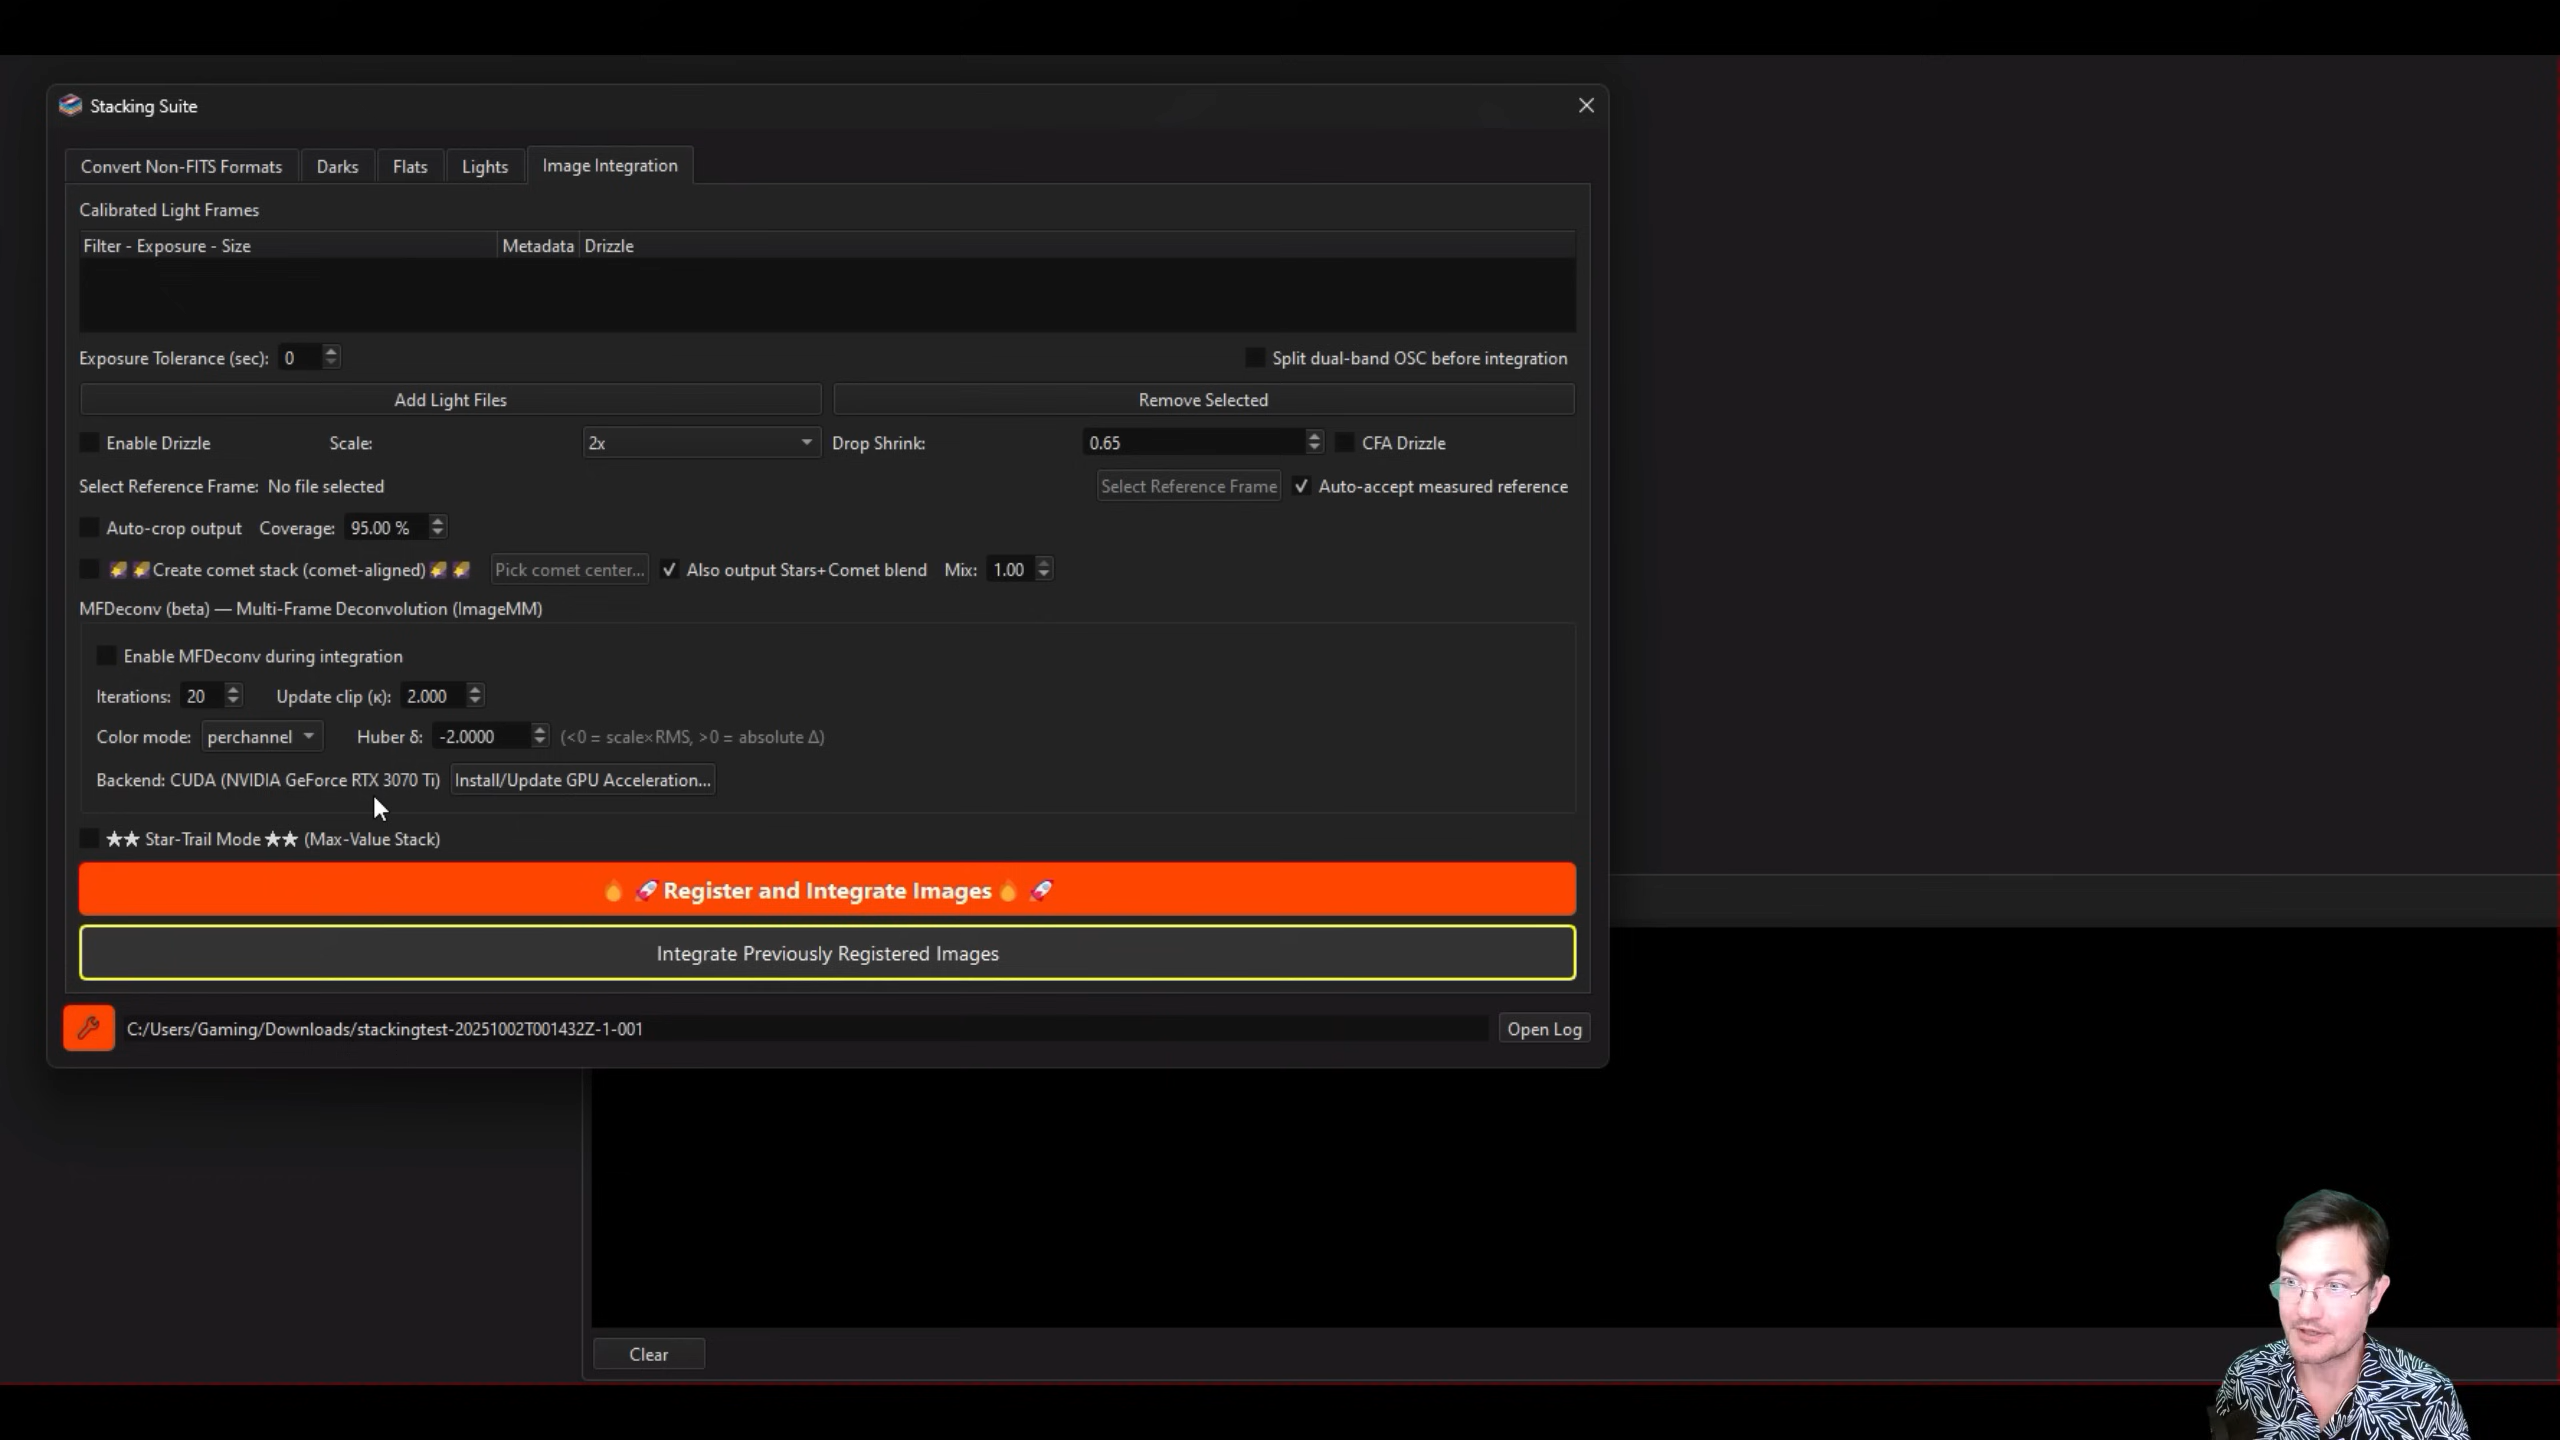 Stacking Suite
Convert Non-FITS Formats Darks Flats Lights Image Integration
Calibrated Light Frames
Filter - Exposure - Size Metadata Drizzle
Exposure Tolerance (sec): 0 Split dual-band OSC before integration
Add Light Files Remove Selected
Enable Drizzle Scale: 2x Drop Shrink: 0.65 CFA Drizzle
Select Reference Frame: No file selected Select Reference Frame Auto-accept measured reference
Auto-crop output Coverage: 95.00 %
Create comet stack (comet-aligned) Pick comet center... Also output Stars+Comet blend Mix: 1.00
MFDeconv (beta) — Multi-Frame Deconvolution (ImageMM)
Enable MFDeconv during integration
Iterations: 20 Update clip (κ): 2.000
Color mode: perchannel Huber δ: -2.0000 (<0 = scale×RMS, >0 = absolute Δ)
Backend: CUDA (NVIDIA GeForce RTX 3070 Ti) Install/Update GPU Acceleration...
★★ Star-Trail Mode ★★ (Max-Value Stack)
Register and Integrate Images
Integrate Previously Registered Images
C:/Users/Gaming/Downloads/stackingtest-20251002T001432Z-1-001 Open Log
Clear